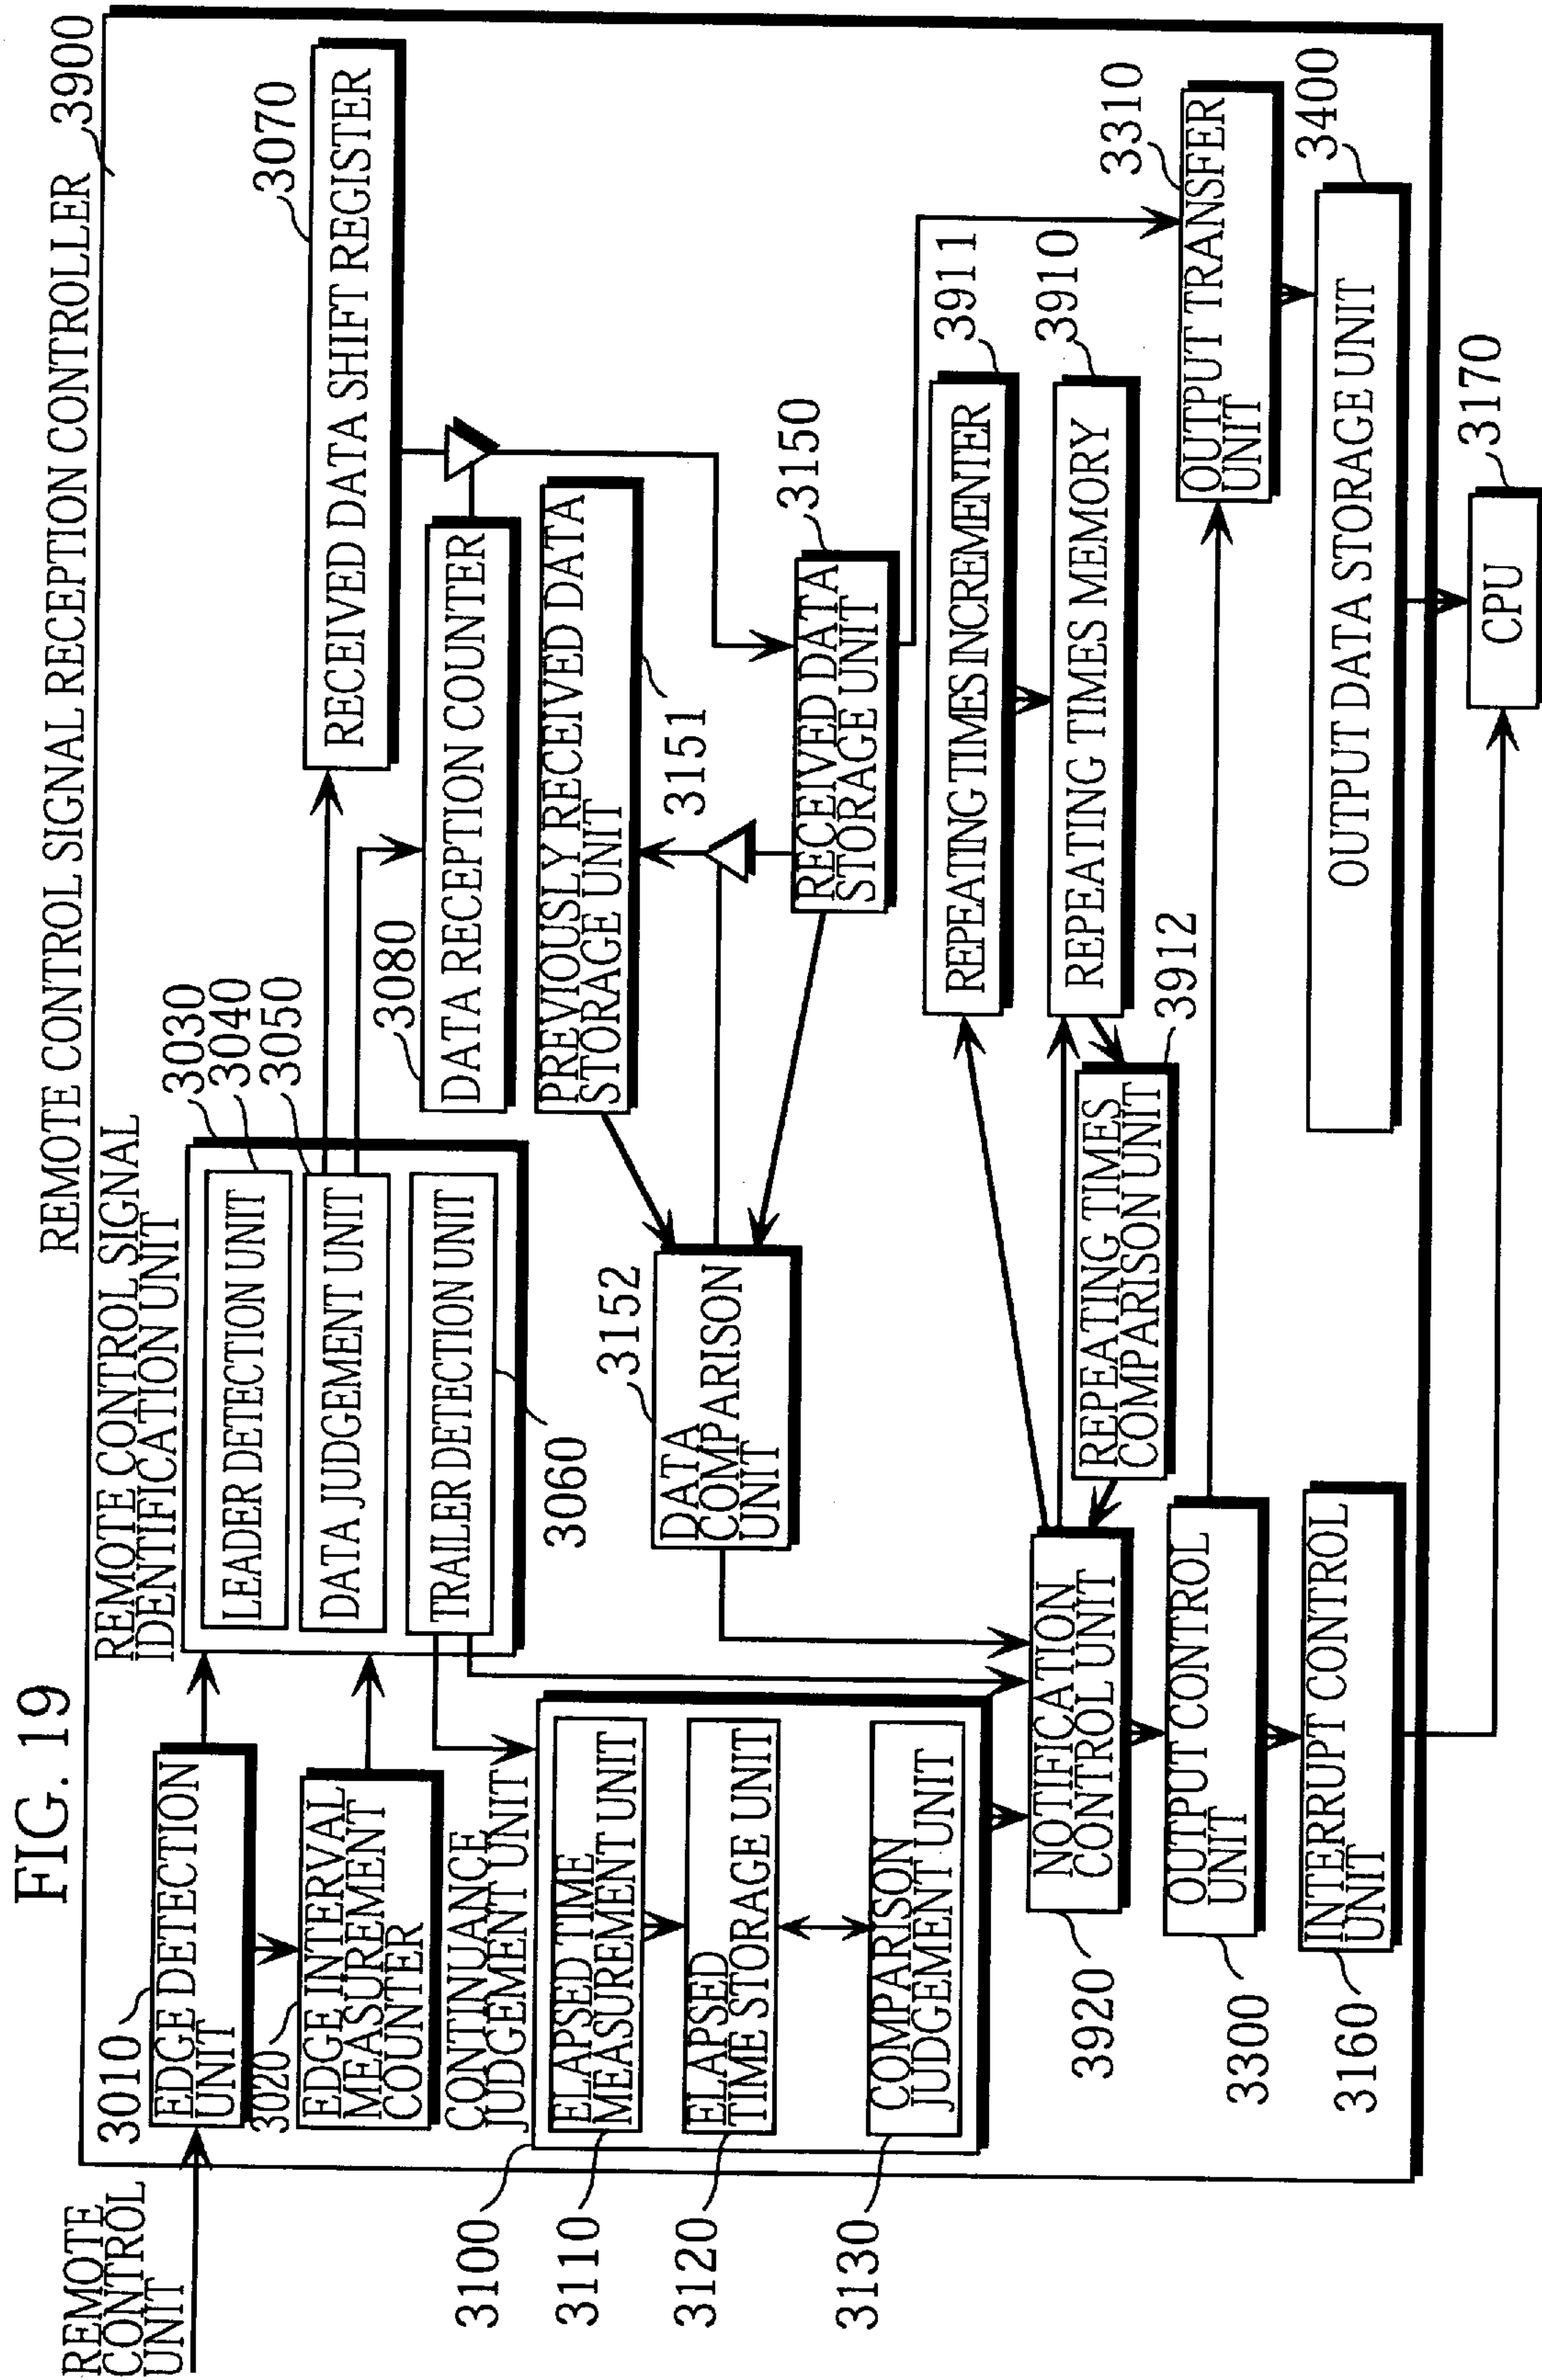 FIG. 19
REMOTE CONTROL SIGNAL RECEPTION CONTROLLER 3900
REMOTE
CONTROL
UNIT
3010
EDGE DETECTION
UNIT
3020
EDGE INTERVAL
MEASUREMENT
COUNTER
REMOTE CONTROL SIGNAL
IDENTIFICATION UNIT
3030
3040
3050
LEADER DETECTION UNIT
DATA JUDGEMENT UNIT
TRAILER DETECTION UNIT
3060
3070
RECEIVED DATA SHIFT REGISTER
3080
DATA RECEPTION COUNTER
PREVIOUSLY RECEIVED DATA
STORAGE UNIT
3151
3152
DATA
COMPARISON
UNIT
3150
RECEIVED DATA
STORAGE UNIT
CONTINUANCE
JUDGEMENT UNIT
3100
ELAPSED TIME
MEASUREMENT UNIT
3110
ELAPSED
TIME STORAGE UNIT
3120
COMPARISON
JUDGEMENT UNIT
3130
REPEATING TIMES INCREMENTER
3911
REPEATING TIMES MEMORY
3910
REPEATING TIMES
COMPARISON UNIT
3912
NOTIFICATION
CONTROL UNIT
3920
OUTPUT CONTROL
UNIT
3300
OUTPUT TRANSFER
UNIT
3310
INTERRUPT CONTROL
UNIT
3160
OUTPUT DATA STORAGE UNIT
3400
CPU
3170